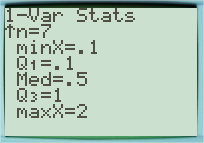 1-Var Stats
↑n=7
minX=.1
Q₁=.1
Med=.5
Q₃=1
maxX=2